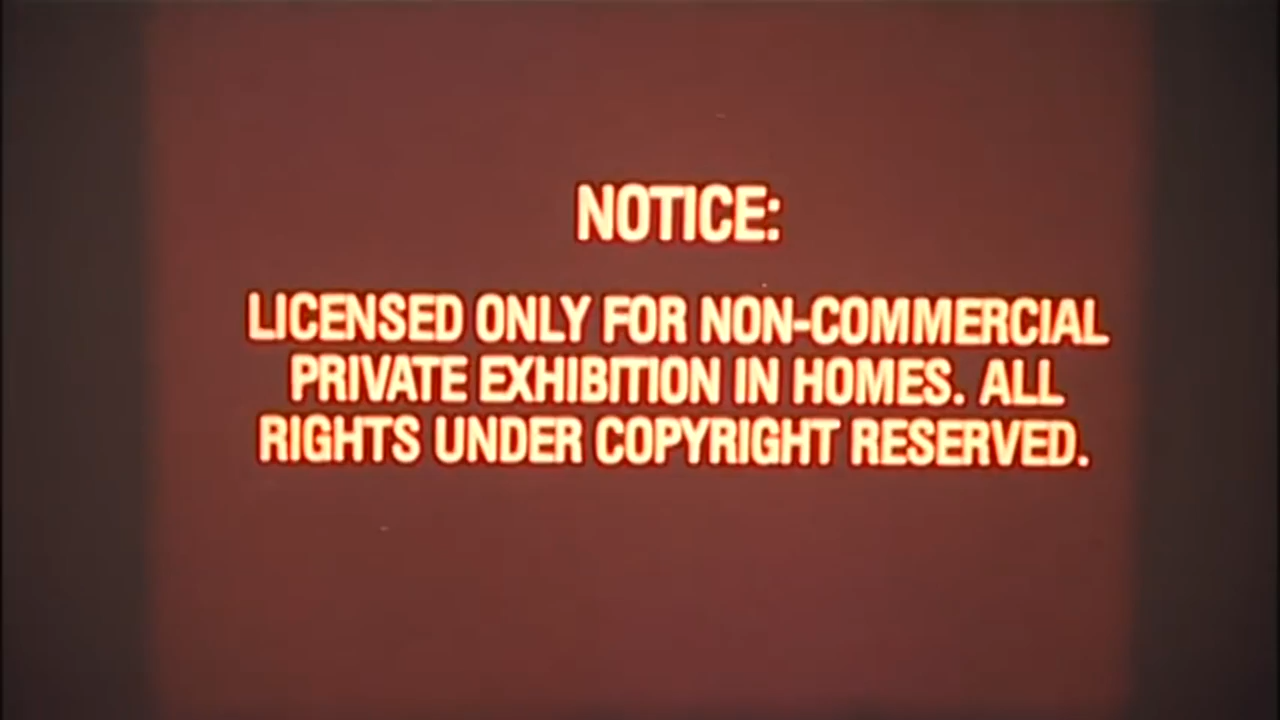 NOTICE:
LICENSED ONLY FOR NON-COMMERCIAL
PRIVATE EXHIBITION IN HOMES. ALL
RIGHTS UNDER COPYRIGHT RESERVED.